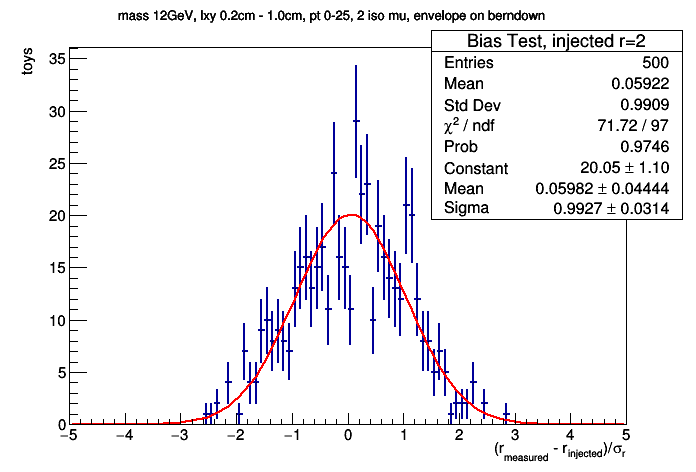 mass 12GeV, lxy 0.2cm - 1.0cm, pt 0-25, 2 iso mu, envelope on berndown
Bias Test, injected r=2
Entries 500
Mean 0.05922
Std Dev 0.9909
χ² / ndf 71.72 / 97
Prob 0.9746
Constant 20.05 ± 1.10
Mean 0.05982 ± 0.04444
Sigma 0.9927 ± 0.0314
toys
35
30
25
20
15
10
5
0
−5 −4 −3 −2 −1 0 1 2 3 4 5
(r_measured - r_injected)/σ_r